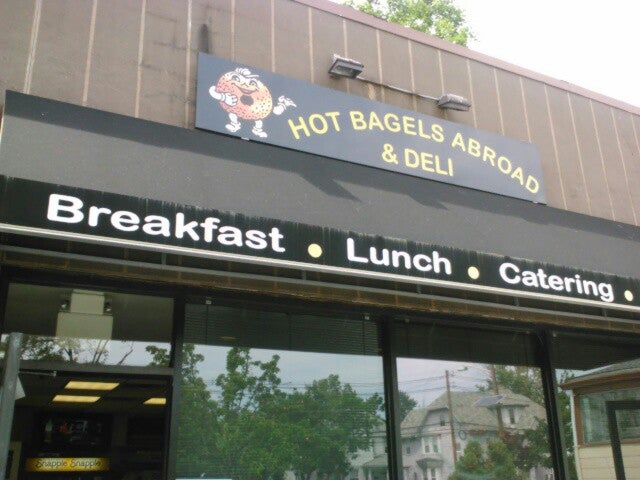 HOT BAGELS ABROAD
& DELI
Breakfast • Lunch • Catering •
Snapple Snapple